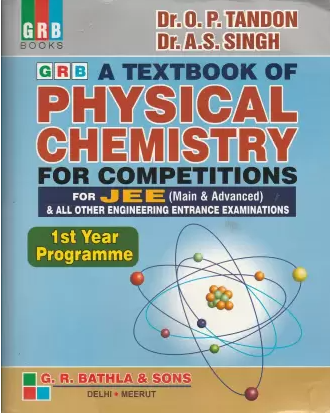 GRB
BOOKS
Dr. O. P. TANDON
Dr. A.S. SINGH
GRB A TEXTBOOK OF
PHYSICAL
CHEMISTRY
FOR COMPETITIONS
FOR JEE (Main & Advanced)
& ALL OTHER ENGINEERING ENTRANCE EXAMINATIONS
1st Year
Programme
G. R. BATHLA & SONS
DELHI • MEERUT